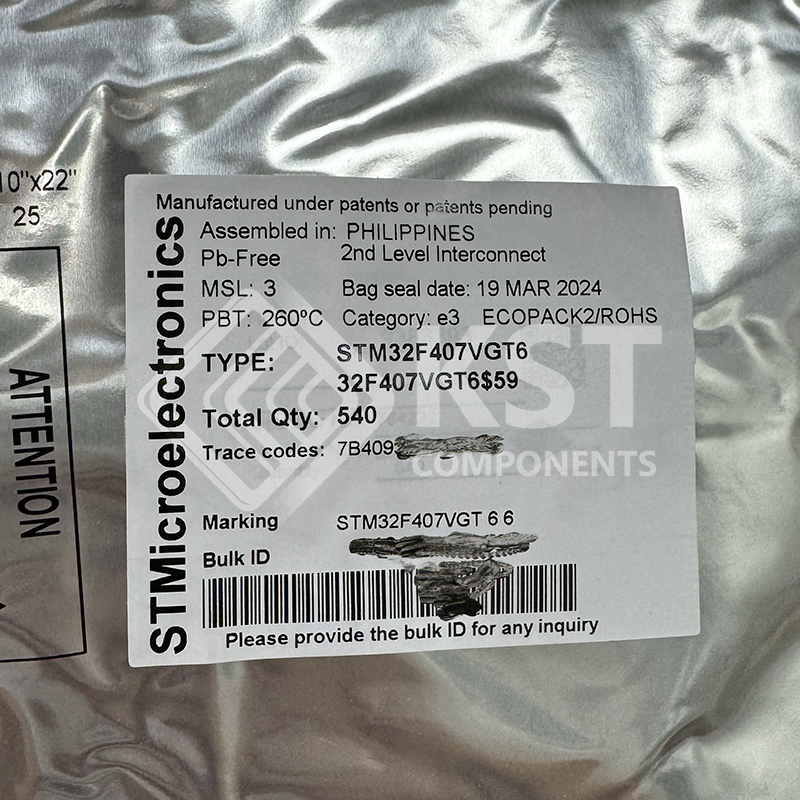 10"x22"
25
ATTENTION
STMicroelectronics
Manufactured under patents or patents pending
Assembled in: PHILIPPINES
Pb-Free 2nd Level Interconnect
MSL: 3 Bag seal date: 19 MAR 2024
PBT: 260ºC Category: e3 ECOPACK2/ROHS
TYPE: STM32F407VGT6
32F407VGT6$59
Total Qty: 540
Trace codes: 7B409
Marking STM32F407VGT 6 6
Bulk ID
Please provide the bulk ID for any inquiry
KST
COMPONENTS